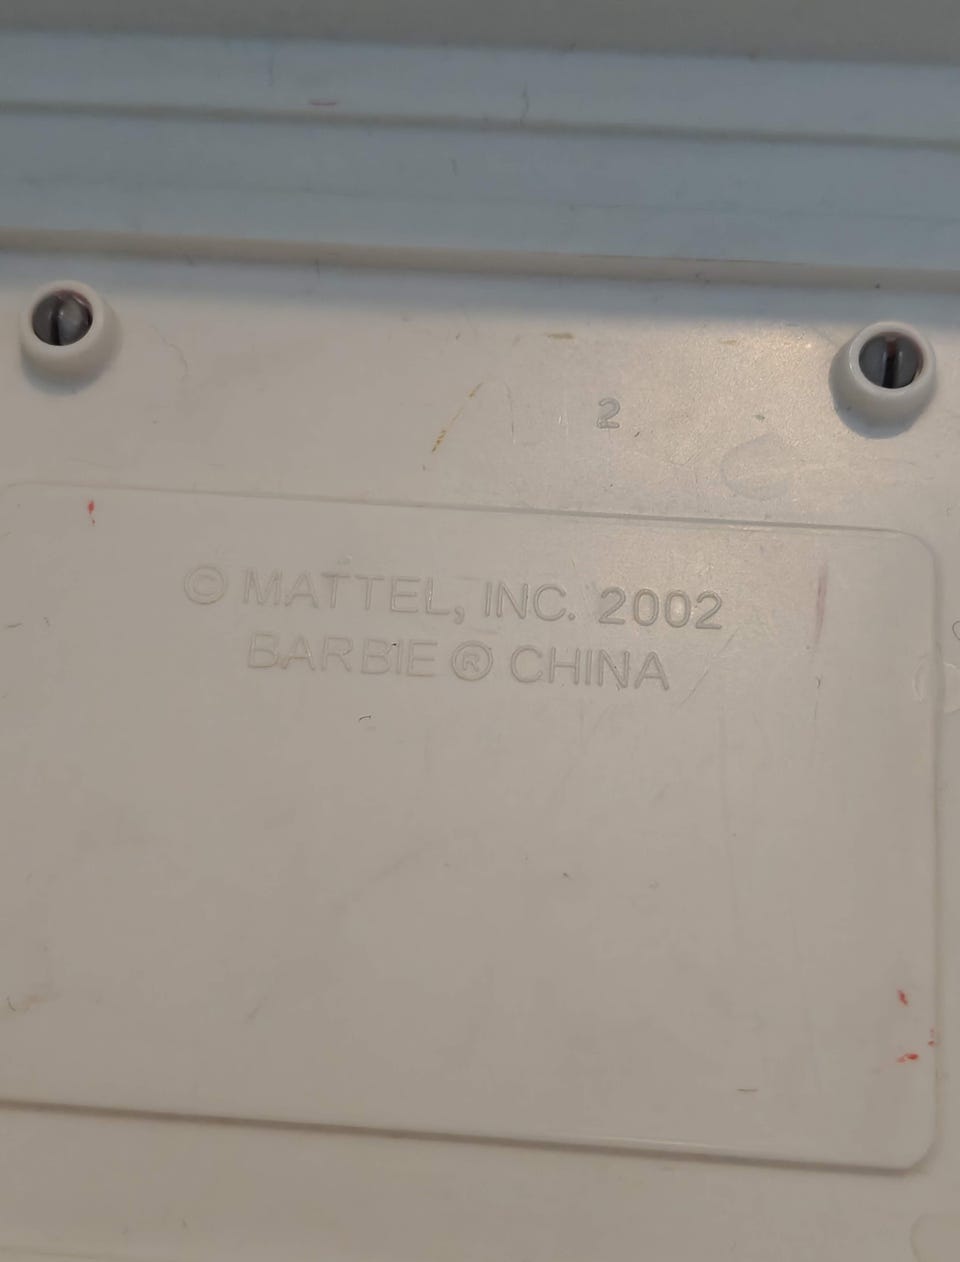 2
© MATTEL, INC. 2002
BARBIE ® CHINA